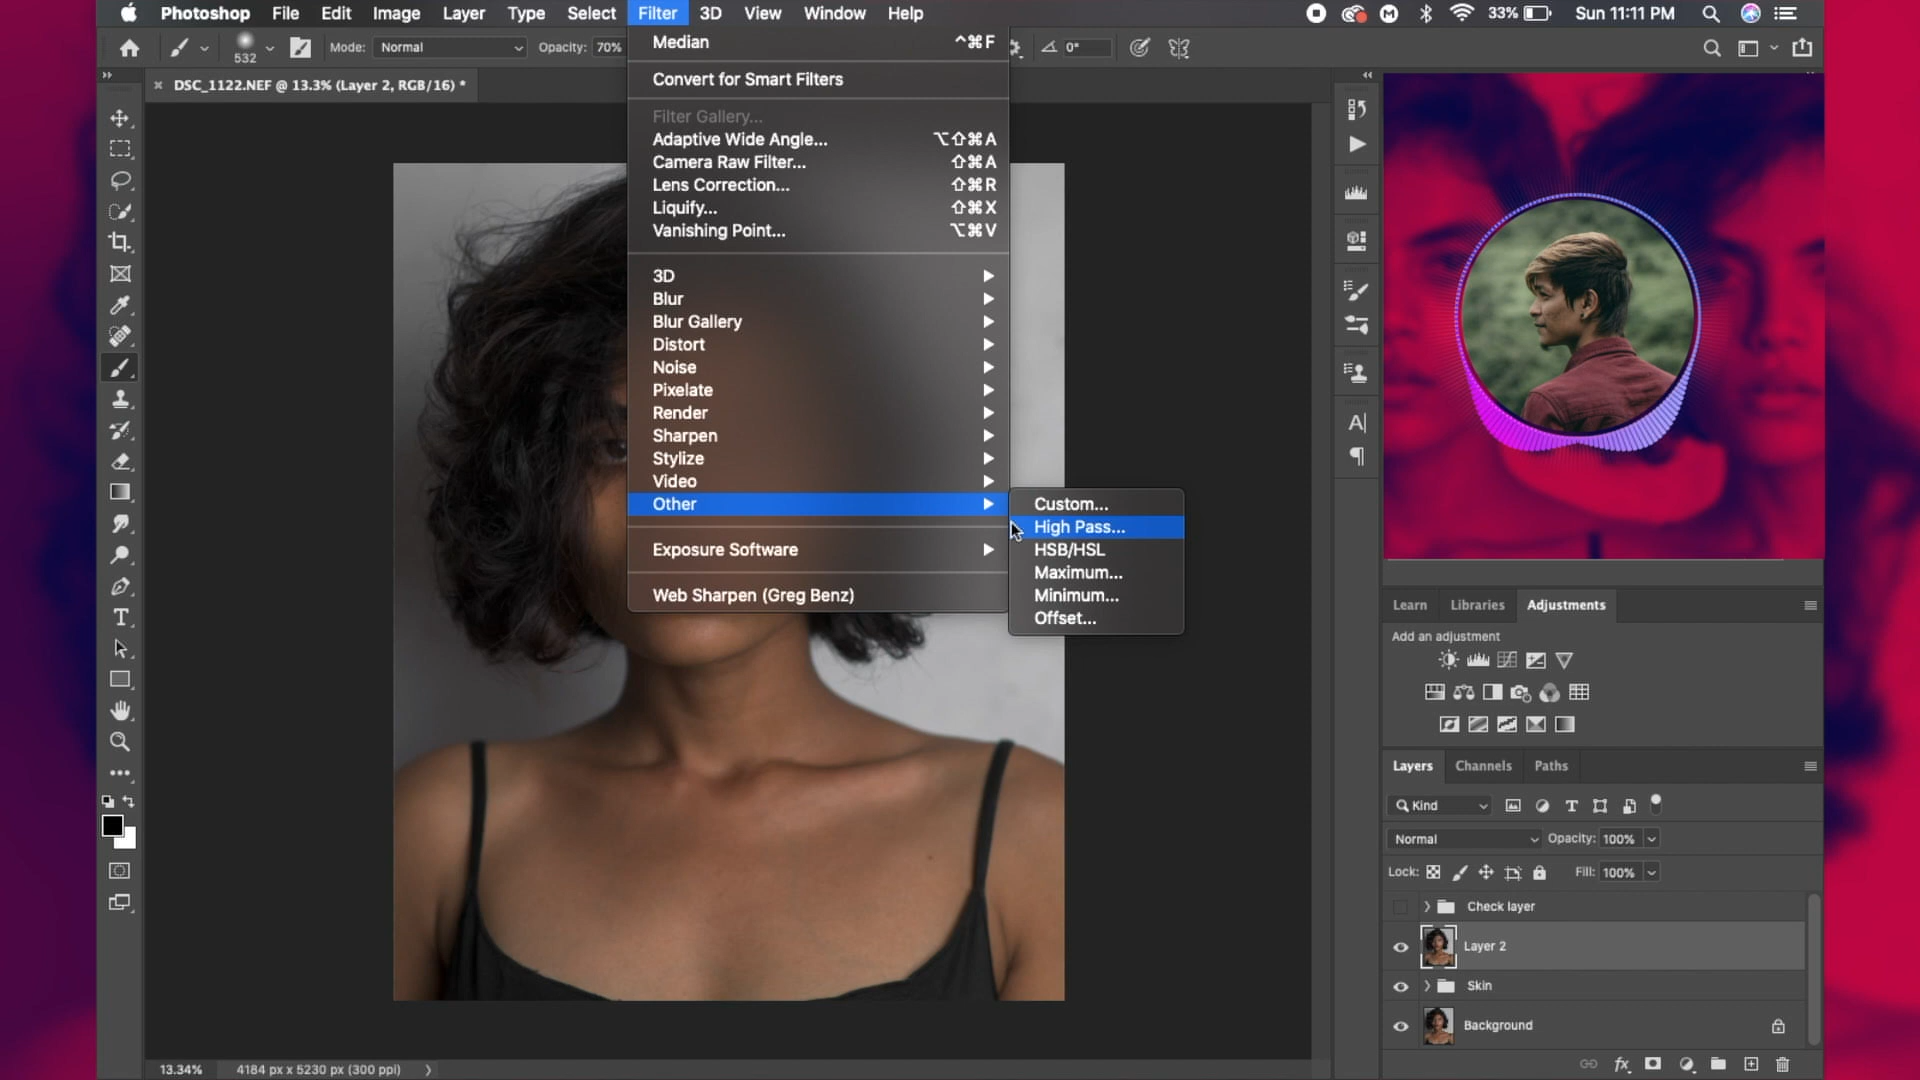 Photoshop File Edit Image Layer Type Select Filter 3D View Window Help 33% Sun 11:11 PM
532 Mode: Normal Opacity: 70% 0°
DSC_1122.NEF @ 13.3% (Layer 2, RGB/16) *
Median ⌃⌘F
Convert for Smart Filters
Filter Gallery...
Adaptive Wide Angle... ⌥⇧⌘A
Camera Raw Filter... ⇧⌘A
Lens Correction... ⇧⌘R
Liquify... ⇧⌘X
Vanishing Point... ⌥⌘V
3D
Blur
Blur Gallery
Distort
Noise
Pixelate
Render
Sharpen
Stylize
Video
Other
Exposure Software
Web Sharpen (Greg Benz)
Custom...
High Pass...
HSB/HSL
Maximum...
Minimum...
Offset...
Learn Libraries Adjustments
Add an adjustment
Layers Channels Paths
Kind
Normal Opacity: 100%
Lock: Fill: 100%
Check layer
Layer 2
Skin
Background
fx
13.34% 4184 px x 5230 px (300 ppi)